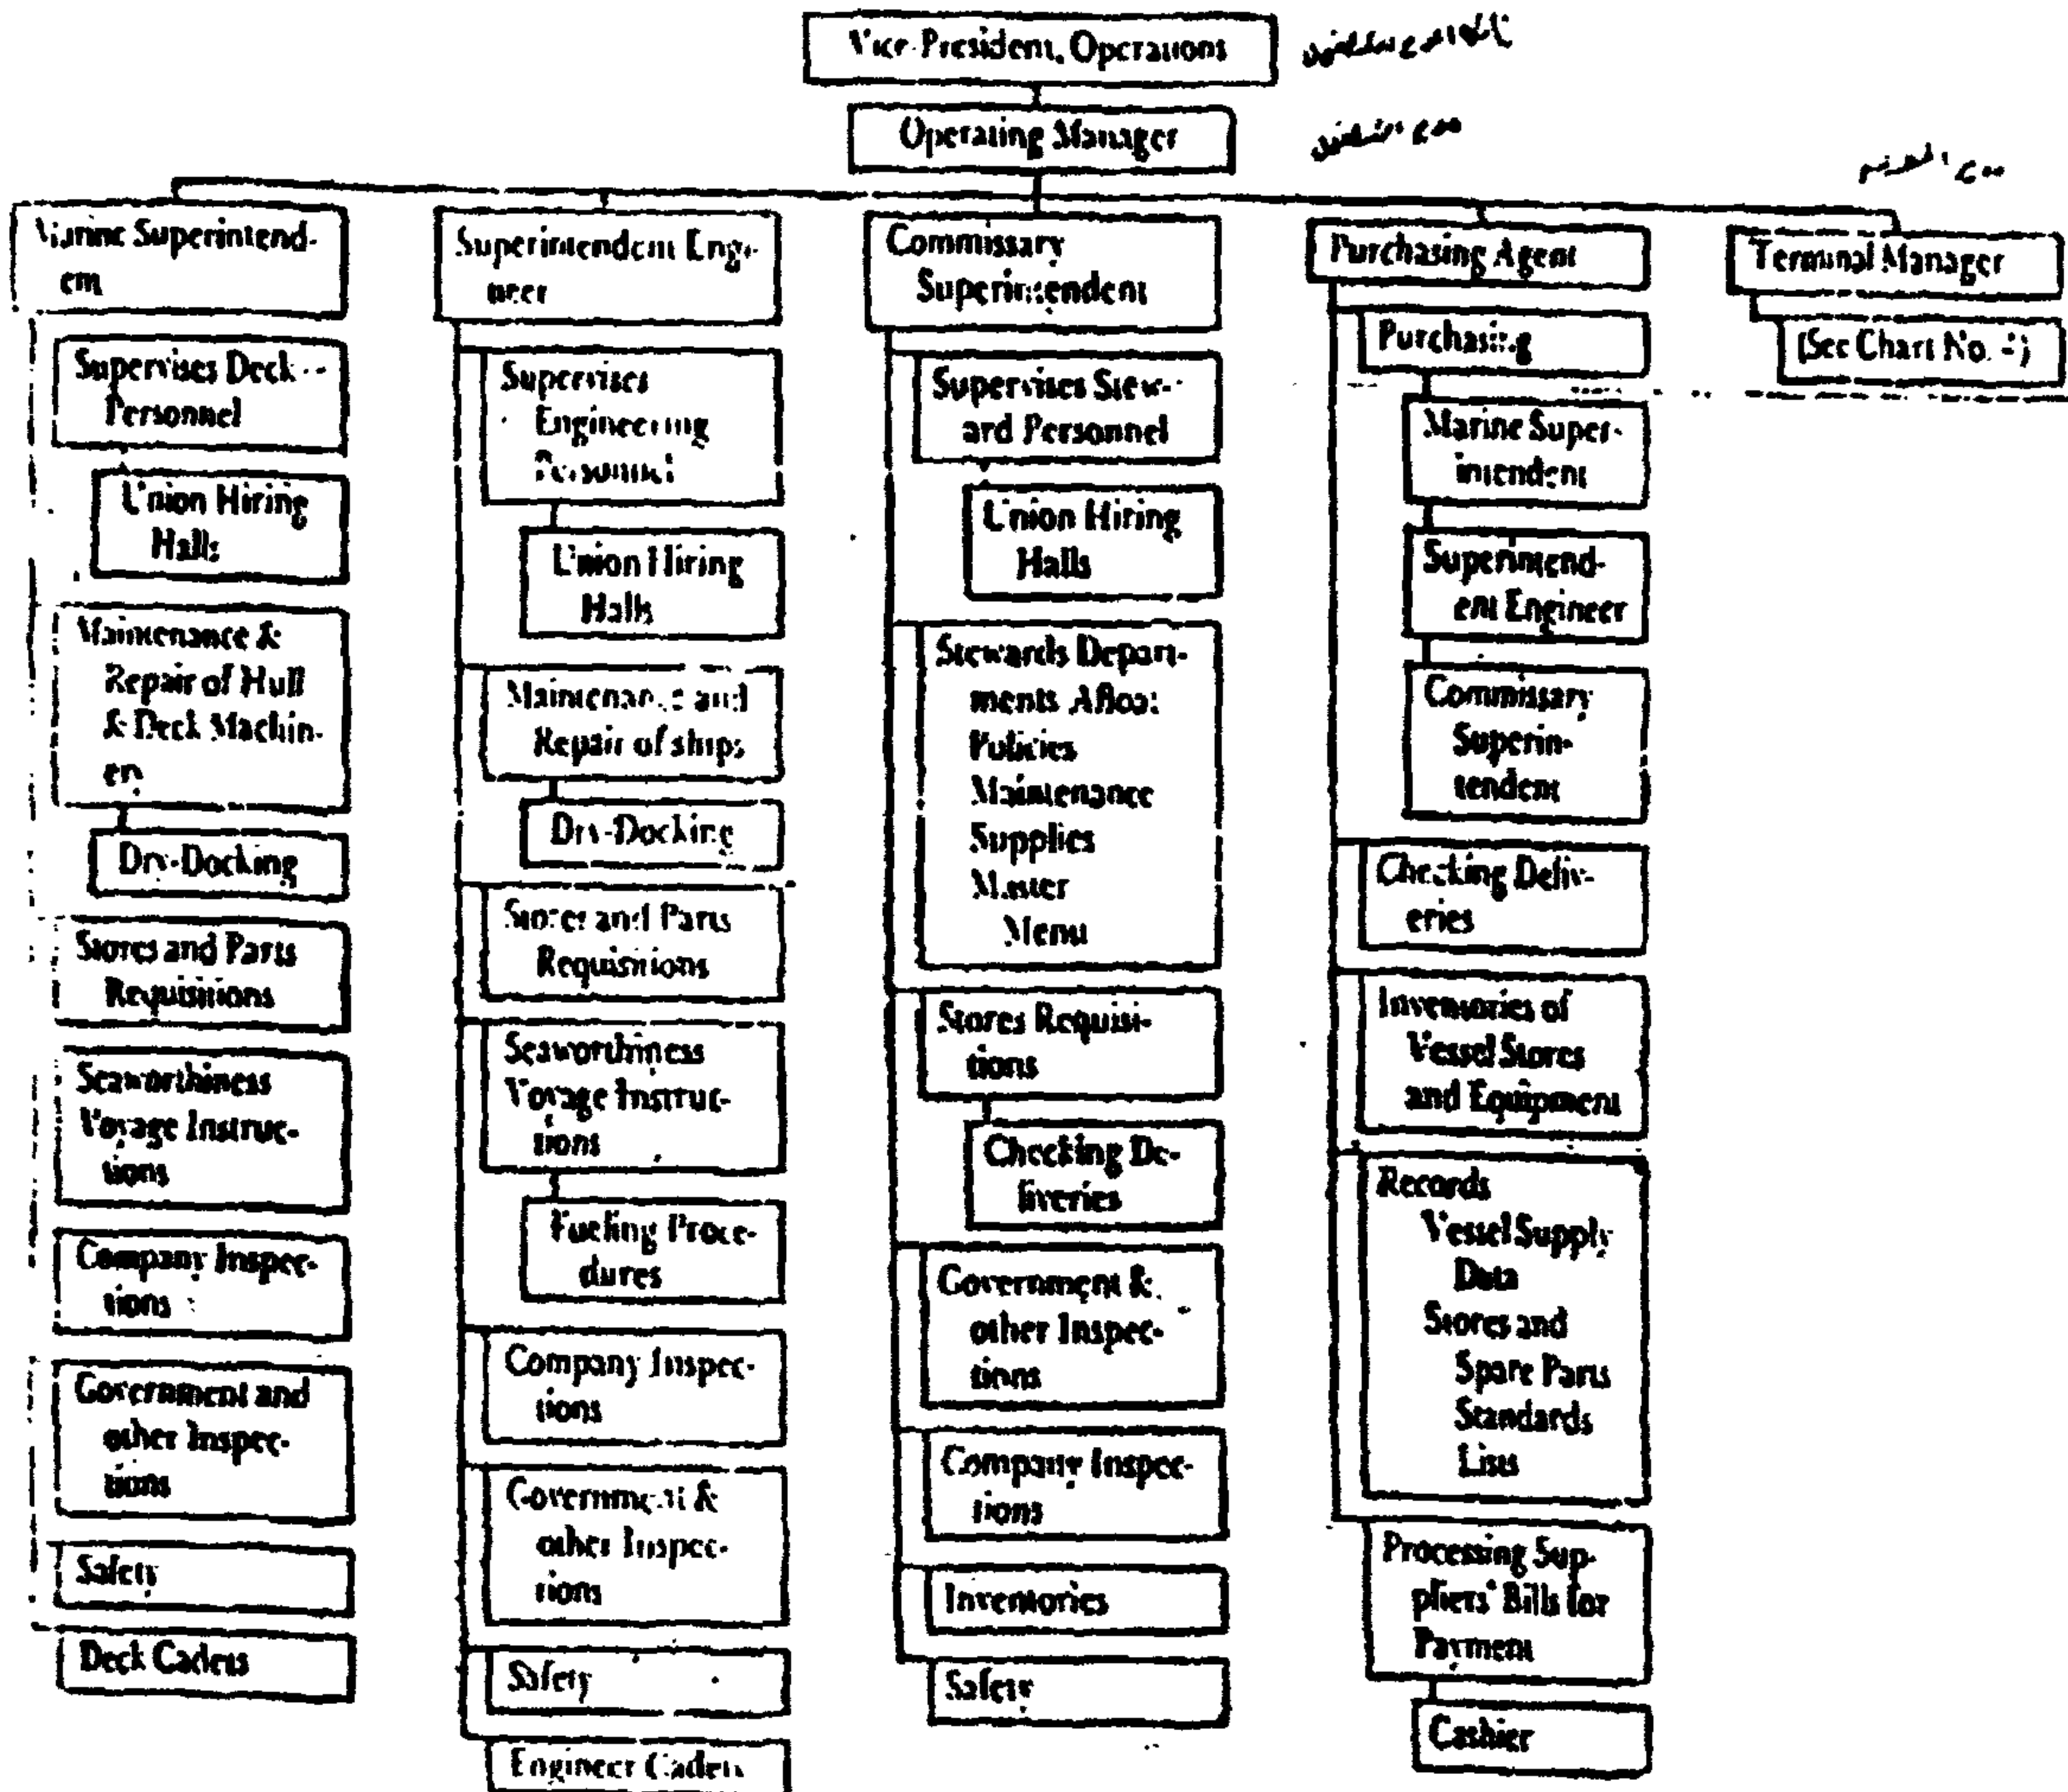 Vice-President, Operations
Operating Manager
Marine Superintend-
ent
Supervises Deck
Personnel
Union Hiring
Halls
Maintenance &
Repair of Hull
& Deck Machin-
ery
Dry-Docking
Stores and Parts
Requisitions
Seaworthiness
Voyage Instruc-
tions
Company Inspec-
tions
Government and
other Inspec-
tions
Safety
Deck Cadets
Superintendent Engi-
neer
Supervises
Engineering
Personnel
Union Hiring
Halls
Maintenance and
Repair of ships
Dry-Docking
Stores and Parts
Requisitions
Seaworthiness
Voyage Instruc-
tions
Fueling Proce-
dures
Company Inspec-
tions
Government &
other Inspec-
tions
Safety
Engineer Cadets
Commissary
Superintendent
Supervises Stew-
ard Personnel
Union Hiring
Halls
Stewards Depart-
ments Afloat
Policies
Maintenance
Supplies
Master
Menu
Stores Requisi-
tions
Checking De-
liveries
Government &
other Inspec-
tions
Company Inspec-
tions
Inventories
Safety
Purchasing Agent
Purchasing
Marine Super-
intendent
Superintend-
ent Engineer
Commissary
Superin-
tendent
Checking Deliv-
eries
Inventories of
Vessel Stores
and Equipment
Records
Vessel Supply
Data
Stores and
Spare Parts
Standards
Lists
Processing Sup-
pliers' Bills for
Payment
Cashier
Terminal Manager
(See Chart No.